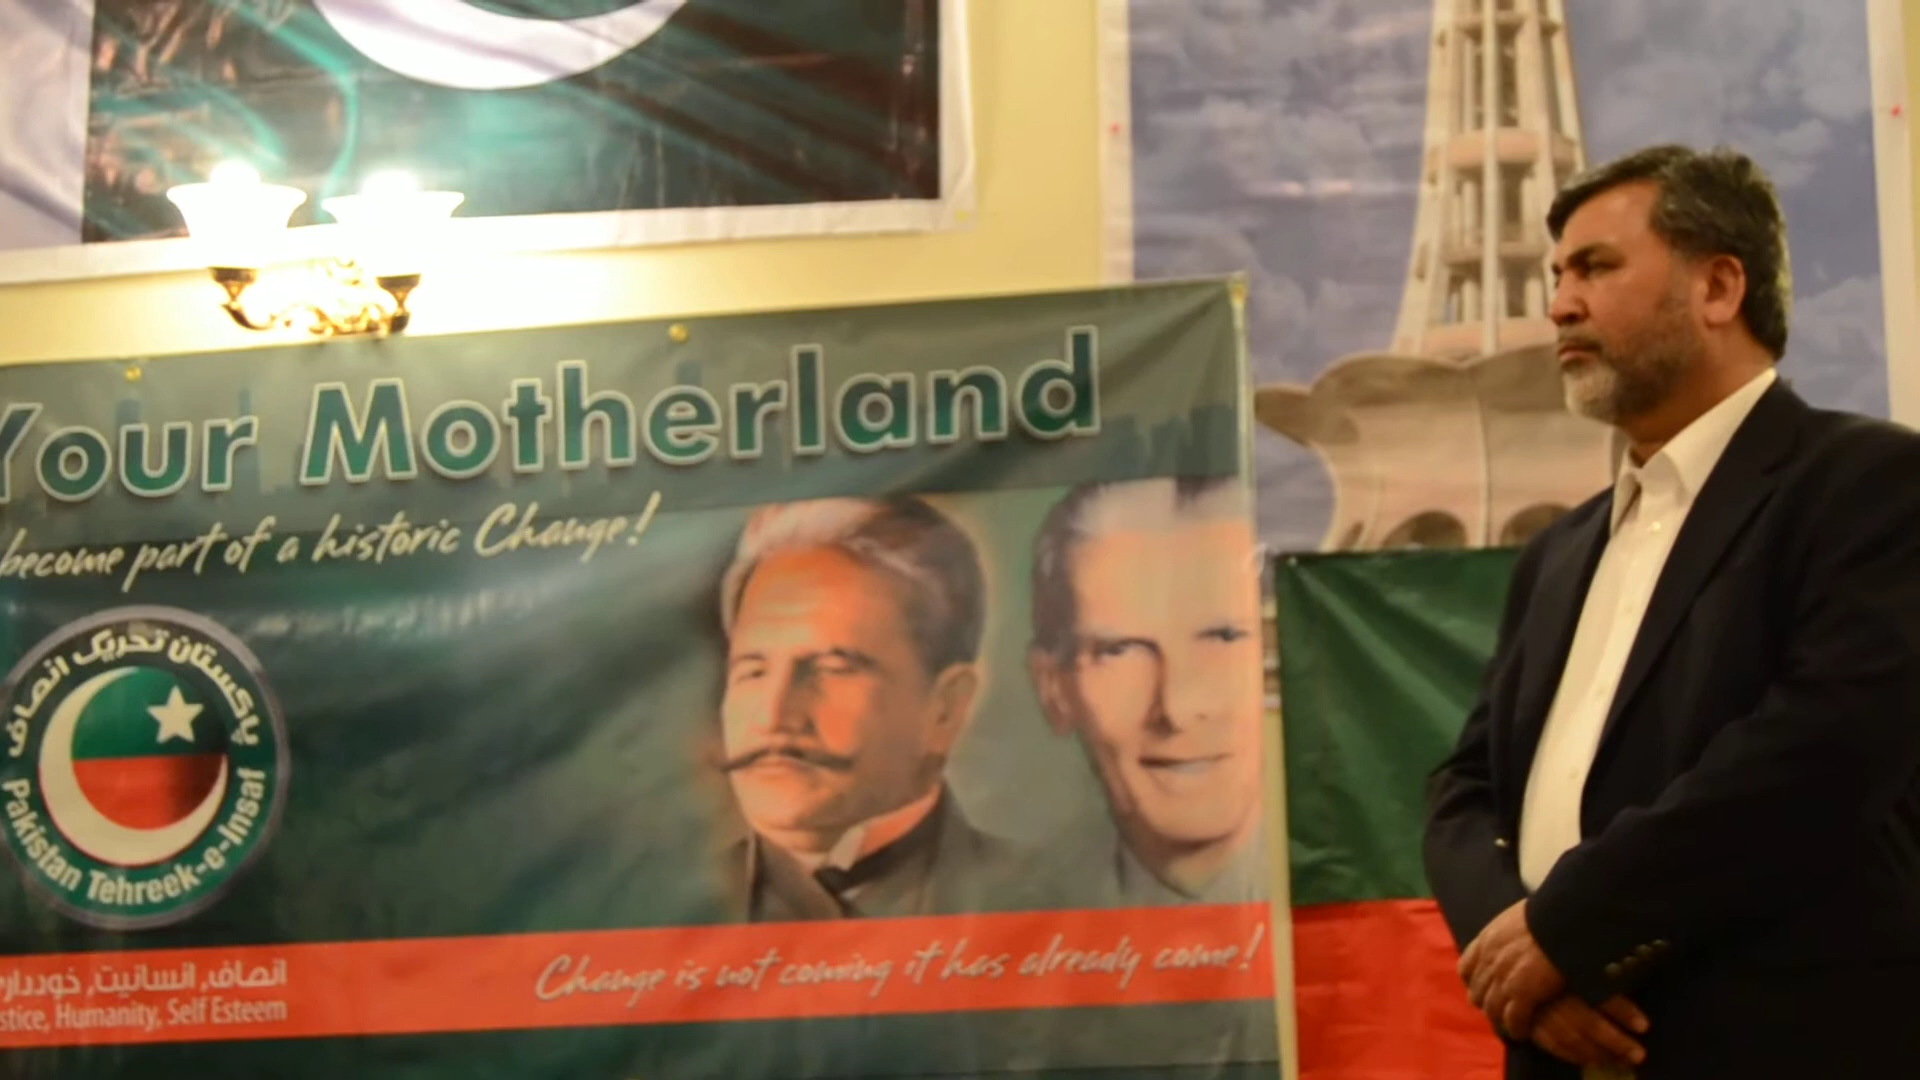 Your Motherland
become part of a historic Change!
پاکستان تحریک انصاف
Pakistan Tehreek-e-Insaf
Change is not coming it has already come!
انصاف, انسانیت, خودداری
stice, Humanity, Self Esteem